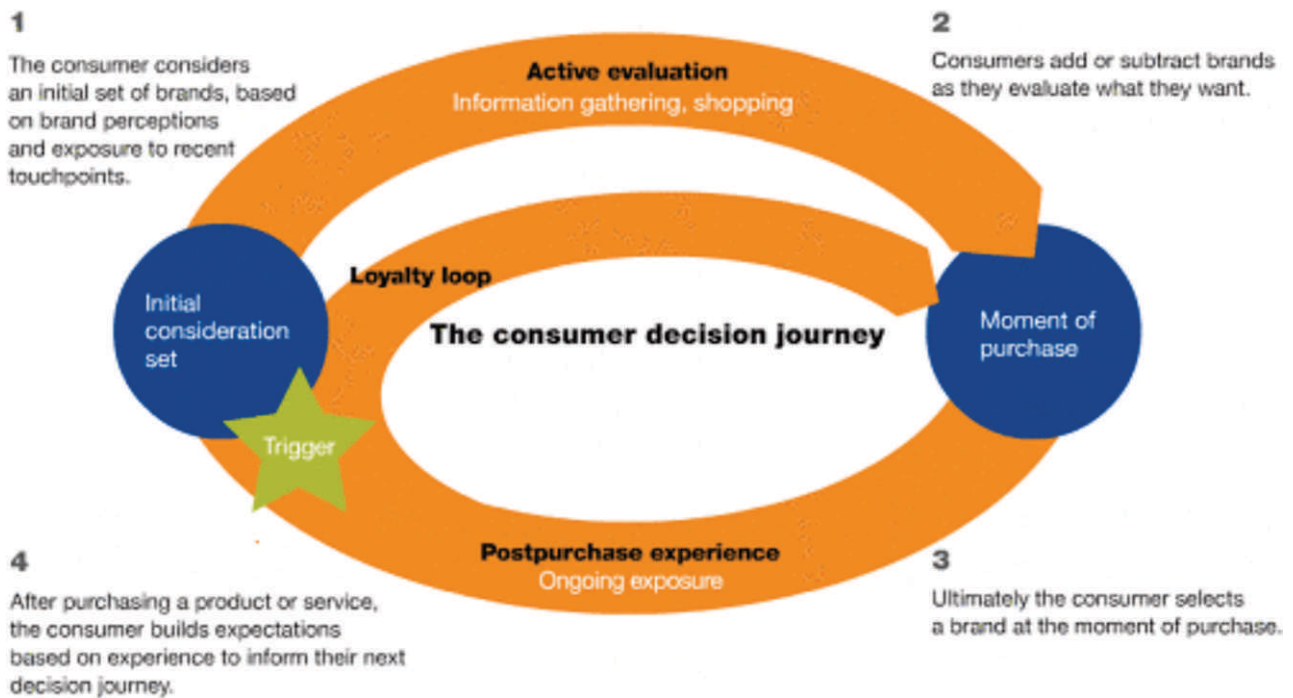 1
The consumer considers
an initial set of brands, based
on brand perceptions
and exposure to recent
touchpoints.
Active evaluation
Information gathering, shopping
2
Consumers add or subtract brands
as they evaluate what they want.
Loyalty loop
Initial
consideration
set
The consumer decision journey
Moment of
purchase
Trigger
4
After purchasing a product or service,
the consumer builds expectations
based on experience to inform their next
decision journey.
Postpurchase experience
Ongoing exposure
3
Ultimately the consumer selects
a brand at the moment of purchase.